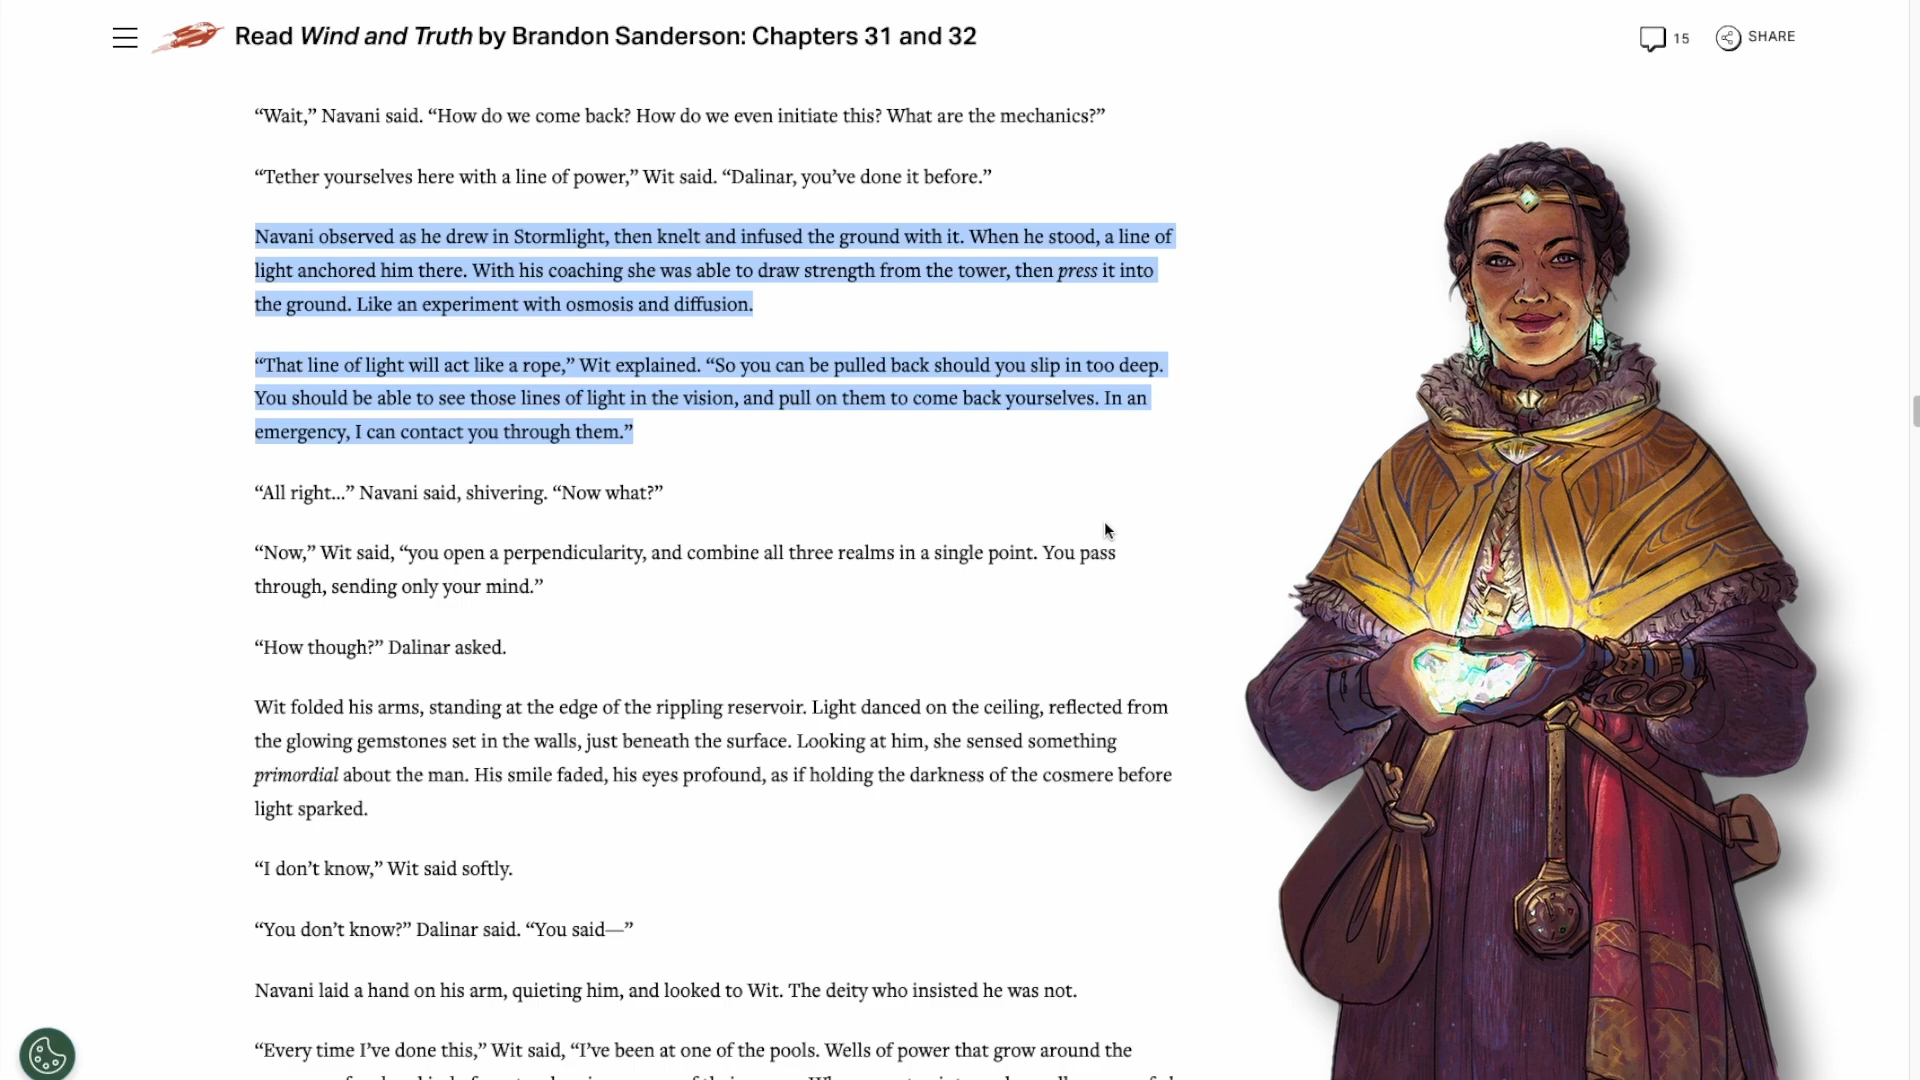 Read Wind and Truth by Brandon Sanderson: Chapters 31 and 32
15
SHARE
“Wait,” Navani said. “How do we come back? How do we even initiate this? What are the mechanics?”
“Tether yourselves here with a line of power,” Wit said. “Dalinar, you’ve done it before.”
Navani observed as he drew in Stormlight, then knelt and infused the ground with it. When he stood, a line of
light anchored him there. With his coaching she was able to draw strength from the tower, then press it into
the ground. Like an experiment with osmosis and diffusion.
“That line of light will act like a rope,” Wit explained. “So you can be pulled back should you slip in too deep.
You should be able to see those lines of light in the vision, and pull on them to come back yourselves. In an
emergency, I can contact you through them.”
“All right…” Navani said, shivering. “Now what?”
“Now,” Wit said, “you open a perpendicularity, and combine all three realms in a single point. You pass
through, sending only your mind.”
“How though?” Dalinar asked.
Wit folded his arms, standing at the edge of the rippling reservoir. Light danced on the ceiling, reflected from
the glowing gemstones set in the walls, just beneath the surface. Looking at him, she sensed something
primordial about the man. His smile faded, his eyes profound, as if holding the darkness of the cosmere before
light sparked.
“I don’t know,” Wit said softly.
“You don’t know?” Dalinar said. “You said—”
Navani laid a hand on his arm, quieting him, and looked to Wit. The deity who insisted he was not.
“Every time I’ve done this,” Wit said, “I’ve been at one of the pools. Wells of power that grow around the